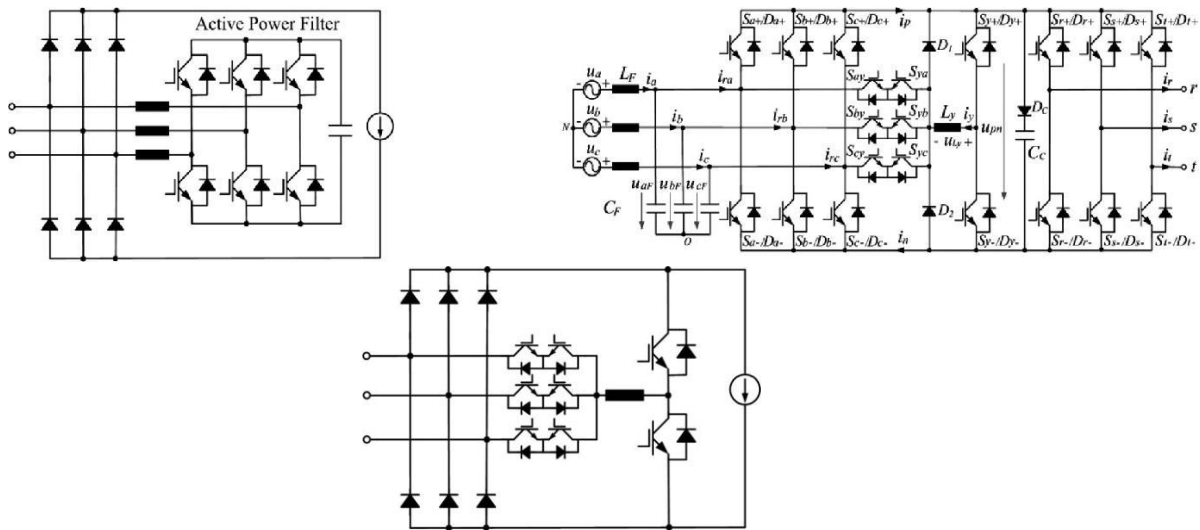 Active Power Filter
Sa+/Da+ Sb+/Db+ Sc+/Dc+ ip Sy+/Dy+ Sr+/Dr+ Ss+/Ds+ St+/Dt+
D1
ua LF ia ira Say Sya ir r
ub ib irb Sby Syb Ly iy DC is s
N - uLy + upn
uc ic irc Scy Syc CC it t
uaF ubF ucF
CF D2
O in
Sa-/Da- Sb-/Db- Sc-/Dc- Sy-/Dy- Sr-/Dr- Ss-/Ds- St-/Dt-